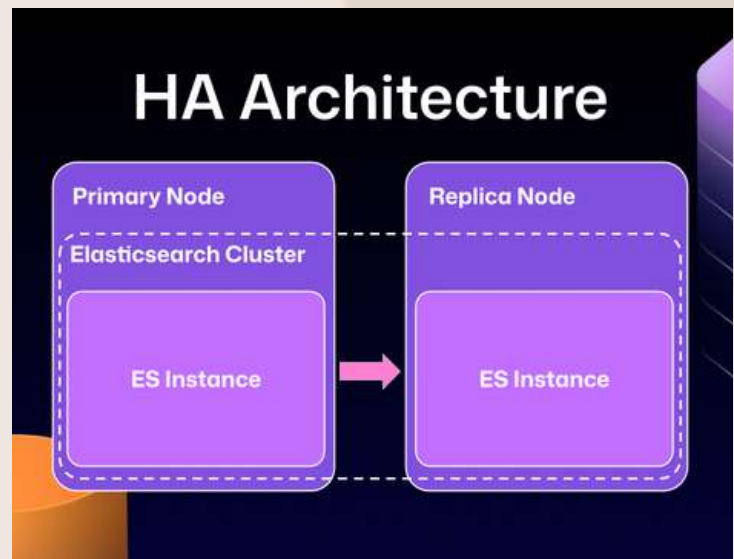 HA Architecture
Primary Node
Replica Node
Elasticsearch Cluster
ES Instance
ES Instance